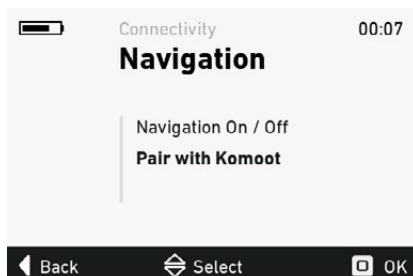 Connectivity 00:07
Navigation
Navigation On / Off
Pair with Komoot
Back Select OK